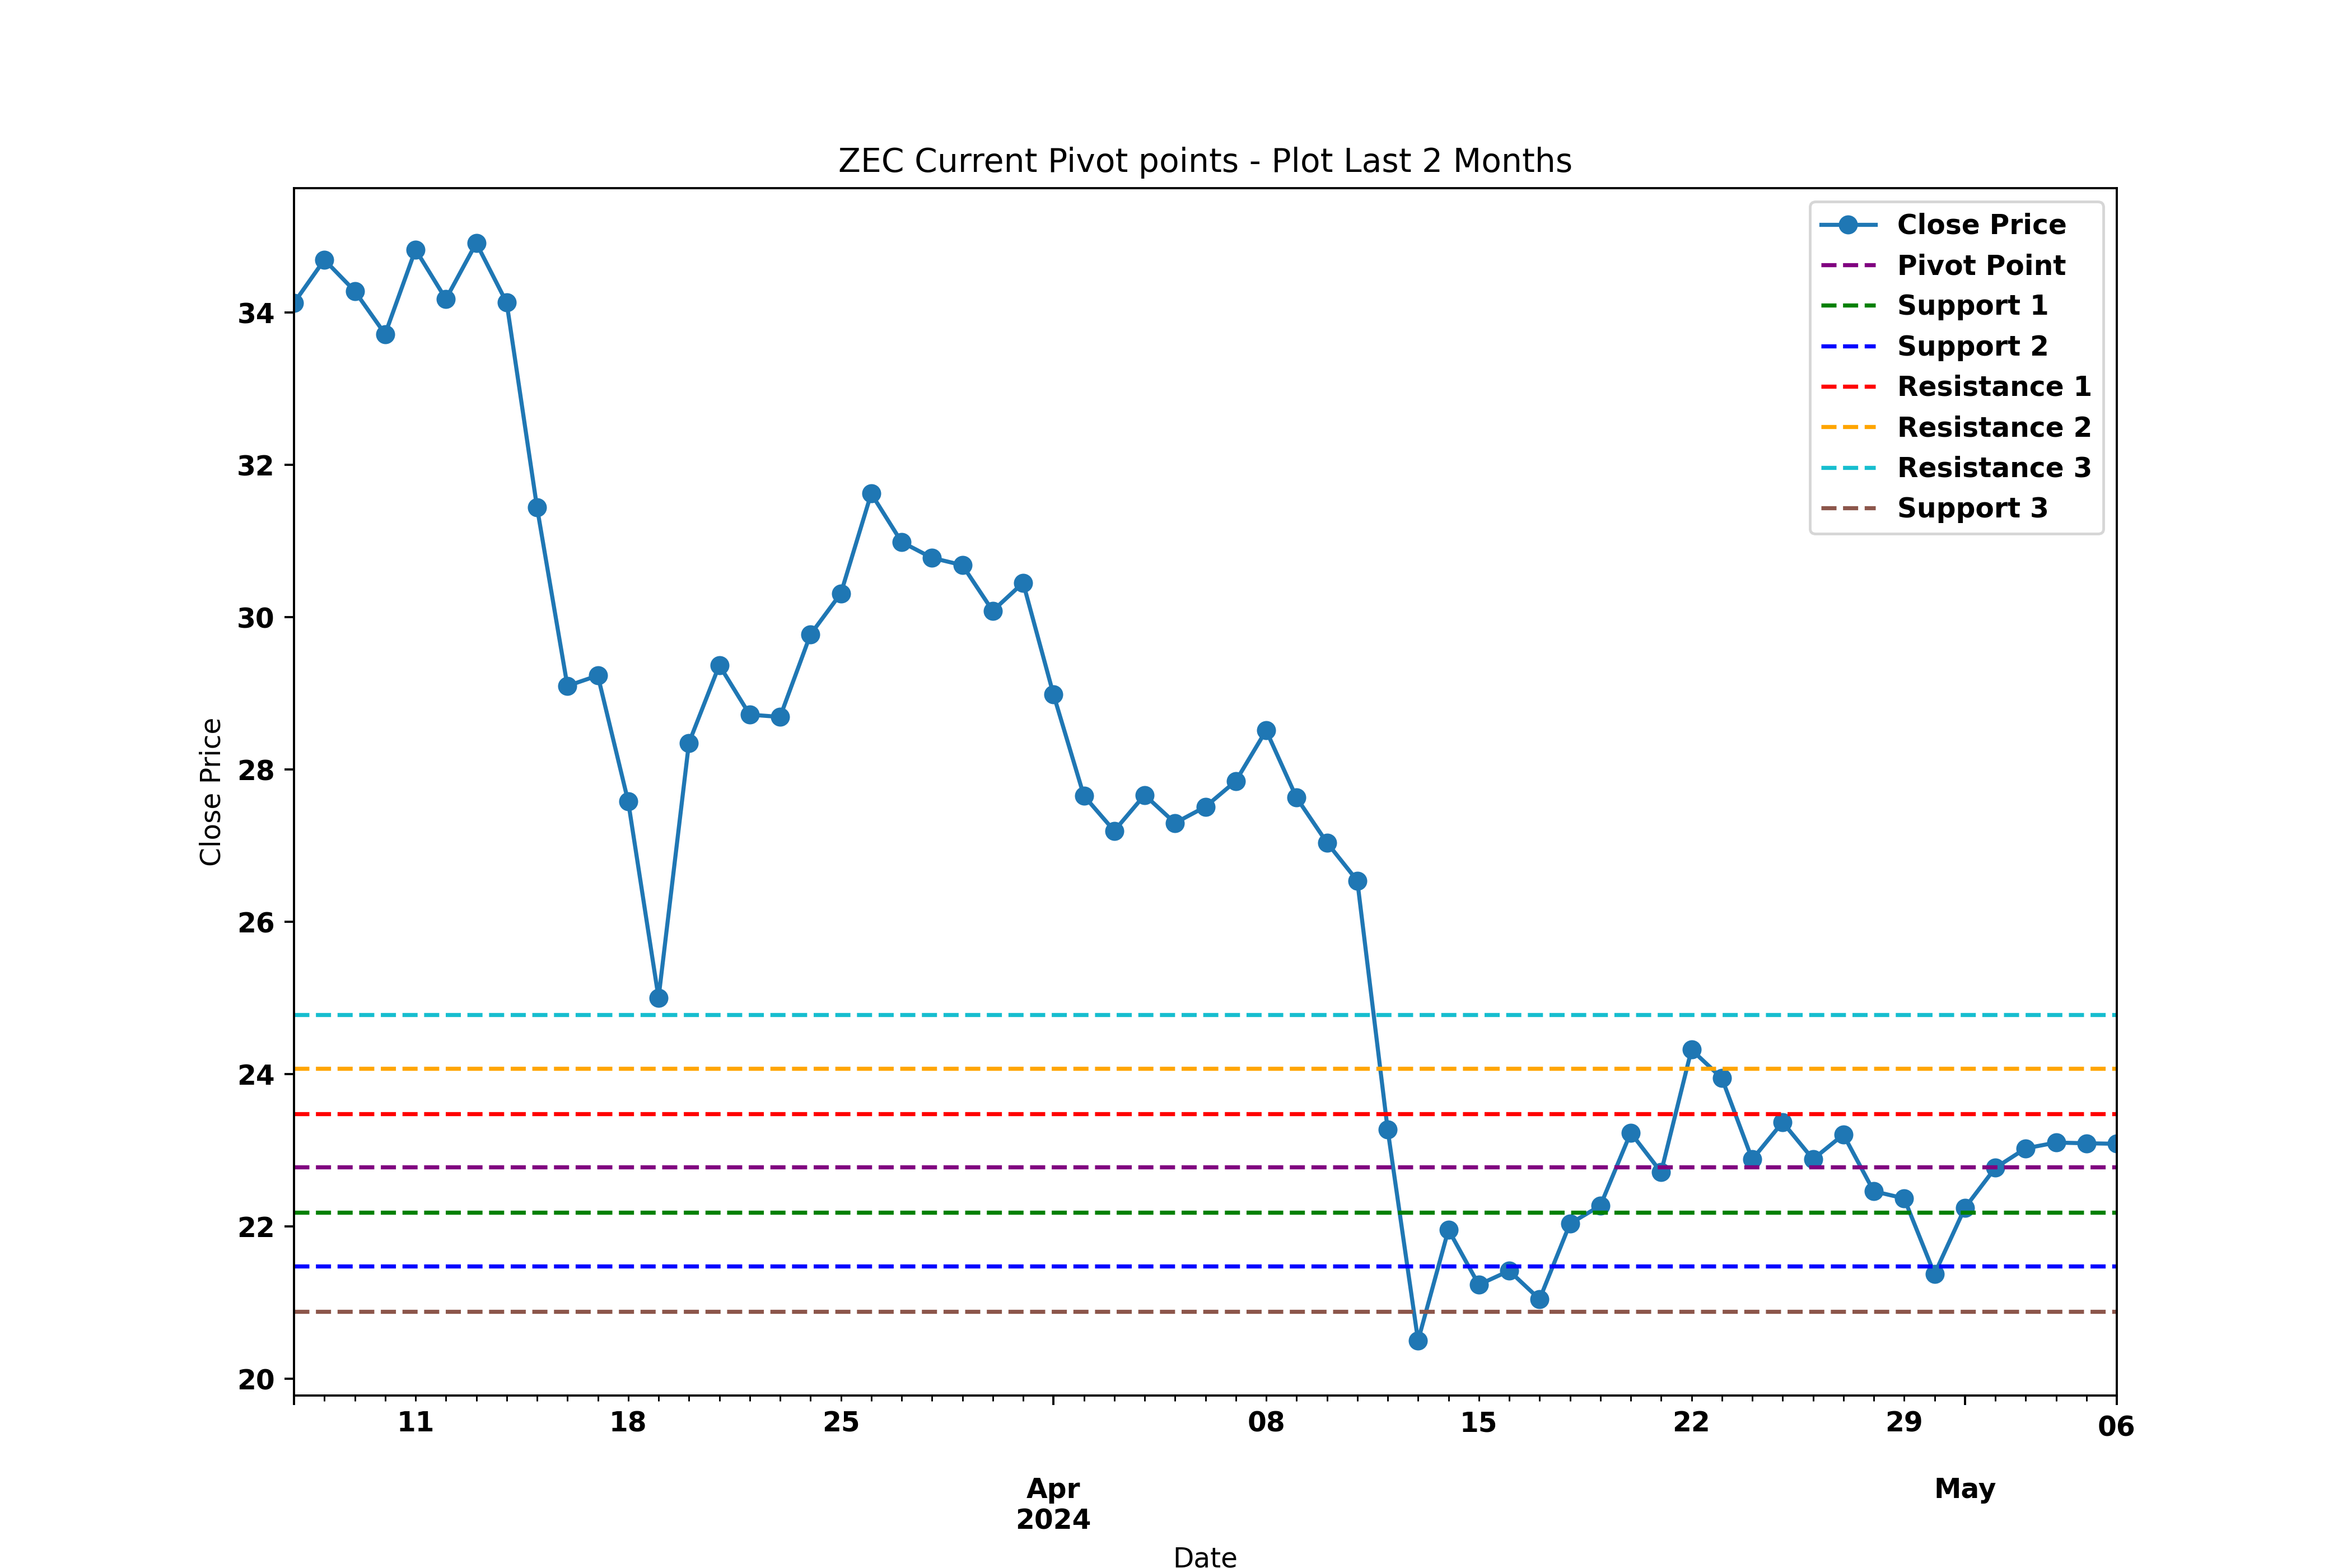 ZEC Current Pivot points - Plot Last 2 Months
Close Price
Pivot Point
Support 1
Support 2
Resistance 1
Resistance 2
Resistance 3
Support 3
Close Price
34
32
30
28
26
24
22
20
11
18
25
08
15
22
29
06
Apr
2024
May
Date